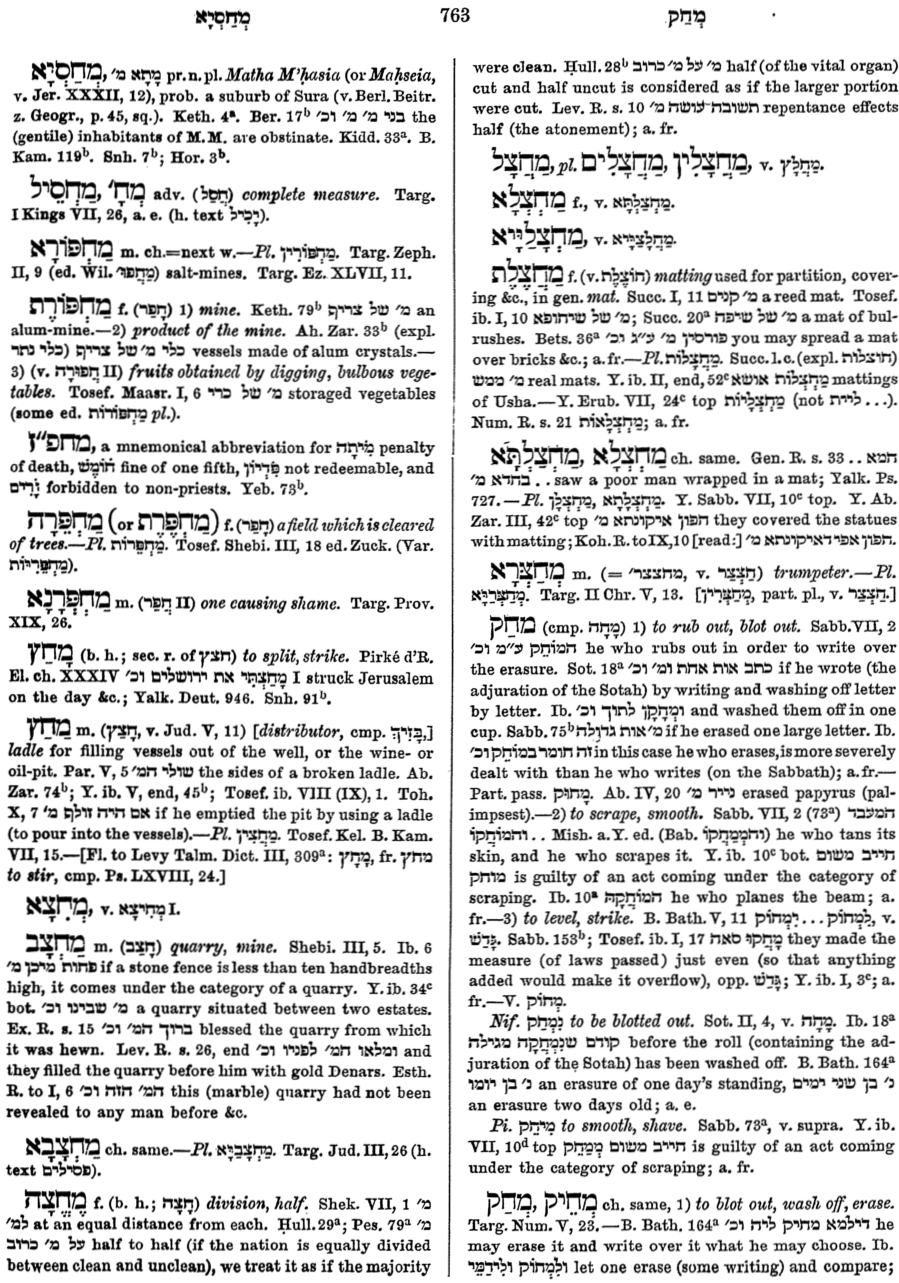 מְחַסְיָא 763 מְחַק
מְחַסְיָא, מָתָא מ׳ pr. n. pl. Matha M'ḥasia (or Maḥseia,
v. Jer. XXXII, 12), prob. a suburb of Sura (v. Berl. Beitr.
z. Geogr., p. 45, sq.). Keth. 4ᵃ. Ber. 17ᵇ בני מ׳ מ׳ וכ׳ the
(gentile) inhabitants of M. M. are obstinate. Kidd. 33ᵃ. B.
Kam. 119ᵇ. Snh. 7ᵇ; Hor. 3ᵇ.
מַחְסֵיל, מְחַ׳ adv. (חֲסַל) complete measure. Targ.
I Kings VII, 26, a. e. (h. text יָכִיל).
מַחְפּוֹרָא m. ch.=next w.—Pl. מַחְפּוֹרִין. Targ. Zeph.
II, 9 (ed. Wil. מַחֲפוּ׳) salt-mines. Targ. Ez. XLVII, 11.
מַחְפּוֹרֶת f. (חָפַר) 1) mine. Keth. 79ᵇ מ׳ של צריף an
alum-mine.—2) product of the mine. Ab. Zar. 33ᵇ (expl.
כלי נתר) כלי מ׳ של צריף vessels made of alum crystals.—
3) (v. חֲפוּרָה II) fruits obtained by digging, bulbous vege-
tables. Tosef. Maasr. I, 6 מ׳ של כרי storaged vegetables
(some ed. מַחְפּוֹרוֹת pl.).
מחפ״ז, a mnemonical abbreviation for מִיתָה penalty
of death, חוֹמֶשׁ fine of one fifth, פִּדְיוֹן not redeemable, and
זָרִים forbidden to non-priests. Yeb. 73ᵇ.
מַחְפֵּרָה (or מַחְפֶּרֶת) f. (חָפַר) a field which is cleared
of trees.—Pl. מַחְפֵּרוֹת. Tosef. Shebi. III, 18 ed. Zuck. (Var.
מַחְפֵּרִיּוֹת).
מַחְפְּרָנָא m. (חֲפַר II) one causing shame. Targ. Prov.
XIX, 26.
מָחַץ (b. h.; sec. r. of חצץ) to split, strike. Pirké d'R.
El. ch. XXXIV מָחַצְתִּי את ירושלים וכ׳ I struck Jerusalem
on the day &c.; Yalk. Deut. 946. Snh. 91ᵇ.
מַחַץ m. (חָצַץ, v. Jud. V, 11) [distributor, cmp. בָּזִיךְ,]
ladle for filling vessels out of the well, or the wine- or
oil-pit. Par. V, 5 שולי המ׳ the sides of a broken ladle. Ab.
Zar. 74ᵇ; Y. ib. V, end, 45ᵇ; Tosef. ib. VIII (IX), 1. Toh.
X, 7 אם היה זולף מ׳ if he emptied the pit by using a ladle
(to pour into the vessels).—Pl. מַחֲצִין. Tosef. Kel. B. Kam.
VII, 15.—[Fl. to Levy Talm. Dict. III, 309ᵃ: מָחָץ, fr. מחץ
to stir, cmp. Ps. LXVIII, 24.]
מְחִצָא, v. מְחִיצָא I.
מַחְצֵב m. (חָצַב) quarry, mine. Shebi. III, 5. Ib. 6
פחות מיכן מ׳ if a stone fence is less than ten handbreadths
high, it comes under the category of a quarry. Y. ib. 34ᶜ
bot. מ׳ שבינו וכ׳ a quarry situated between two estates.
Ex. R. s. 15 ברוך המ׳ וכ׳ blessed the quarry from which
it was hewn. Lev. R. s. 26, end ומלאו המ׳ לפניו וכ׳ and
they filled the quarry before him with gold Denars. Esth.
R. to I, 6 המ׳ הזה וכ׳ this (marble) quarry had not been
revealed to any man before &c.
מַחְצְבָא ch. same.—Pl. מַחְצְבַיָּא. Targ. Jud. III, 26 (h.
text פסילים).
מֶחֱצָה f. (b. h.; חָצָה) division, half. Shek. VII, 1 מ׳
למ׳ at an equal distance from each. Ḥull. 29ᵃ; Pes. 79ᵃ מ׳
על מ׳ כרוב half to half (if the nation is equally divided
between clean and unclean), we treat it as if the majority
were clean. Ḥull. 28ᵇ מ׳ על מ׳ כרוב half (of the vital organ)
cut and half uncut is considered as if the larger portion
were cut. Lev. R. s. 10 תשובה עושה מ׳ repentance effects
half (the atonement); a. fr.
מַחֲצָל, pl. מַחֲצָלִין, מַחֲצָלִים, v. מַחֲלָץ.
מַחְצְלָא f., v. מַחְצַלְתָּא.
מַחְצְלַיָּיא, v. מַחֲלָצַיָּיא.
מַחֲצֶלֶת f. (v. חוֹצֶלֶת) matting used for partition, cover-
ing &c., in gen. mat. Succ. I, 11 מ׳ קנים a reed mat. Tosef.
ib. I, 10 מ׳ של שיחופא; Succ. 20ᵃ מ׳ של שיפה a mat of bul-
rushes. Bets. 36ᵃ פורסין מ׳ ע״ג וכ׳ you may spread a mat
over bricks &c.; a. fr.—Pl. מַחְצָלוֹת. Succ. l. c. (expl. חוצלות)
מ׳ ממש real mats. Y. ib. II, end, 52ᶜ מַחְצְלוֹת אושא mattings
of Usha.—Y. Erub. VII, 24ᶜ top מַחְצְלָיוֹת (not ...לייות).
Num. R. s. 21 מַחְצְלָאוֹת; a. fr.
מַחְצְלָא, מַחְצַלְתָּא ch. same. Gen. R. s. 33 חמא ..
בחדא מ׳ .. saw a poor man wrapped in a mat; Yalk. Ps.
727.—Pl. מַחְצְלָן, מַחְצְלָתָא. Y. Sabb. VII, 10ᶜ top. Y. Ab.
Zar. III, 42ᶜ top חפון איקונתא מ׳ they covered the statues
with matting; Koh. R. to IX, 10 [read:] חפון אפי דאיקונתא מ׳.
מְחַצְּרָא m. (= מחצצר׳, v. חַצְצַר) trumpeter.—Pl.
מְחַצְּרַיָּא. Targ. II Chr. V, 13. [מְחַצְּרִין, part. pl., v. חַצְצַר.]
מָחַק (cmp. מָחָה) 1) to rub out, blot out. Sabb. VII, 2
המוחק ע״מ וכ׳ he who rubs out in order to write over
the erasure. Sot. 18ᵃ כתב אות אחת ומ׳ וכ׳ if he wrote (the
adjuration of the Sotah) by writing and washing off letter
by letter. Ib. וּמְחָקָן לתוך וכ׳ and washed them off in one
cup. Sabb. 75ᵇ מ׳ אות גדולה if he erased one large letter. Ib.
זה חומר במוחק וכ׳ in this case he who erases, is more severely
dealt with than he who writes (on the Sabbath); a. fr.—
Part. pass. מָחוּק. Ab. IV, 20 נייר מ׳ erased papyrus (pal-
impsest).—2) to scrape, smooth. Sabb. VII, 2 (73ᵃ) המעבד
והמוחקו .. Mish. a. Y. ed. (Bab. וְהַמְמַחֲקוֹ) he who tans its
skin, and he who scrapes it. Y. ib. 10ᶜ bot. חייב משום
מוחק is guilty of an act coming under the category of
scraping. Ib. 10ᵃ הַמּוֹחֲקָהּ he who planes the beam; a.
fr.—3) to level, strike. B. Bath. V, 11 לִמְחוֹק...יִמְחוֹק, v.
גָּדַשׁ. Sabb. 153ᵇ; Tosef. ib. I, 17 מָחֲקוּ סאה they made the
measure (of laws passed) just even (so that anything
added would make it overflow), opp. גָּדַשׁ; Y. ib. I, 3ᶜ; a.
fr.—V. מָחוֹק.
Nif. נִמְחַק to be blotted out. Sot. II, 4, v. מָחָה. Ib. 18ᵃ
קודם שנִמְחֲקָה מגילה before the roll (containing the ad-
juration of the Sotah) has been washed off. B. Bath. 164ᵃ
נ׳ בן יומו an erasure of one day's standing, נ׳ בן שני ימים
an erasure two days old; a. e.
Pi. מִיחֵק to smooth, shave. Sabb. 73ᵃ, v. supra. Y. ib.
VII, 10ᵈ top חייב משום מְמַחֵק is guilty of an act coming
under the category of scraping; a. fr.
מְחַק, מְחֵיק ch. same, 1) to blot out, wash off, erase.
Targ. Num. V, 23.—B. Bath. 164ᵃ דילמא מחיק ליה וכ׳ he
may erase it and write over it what he may choose. Ib.
וּלִמְחוֹק וּלִידַמֵּי let one erase (some writing) and compare;